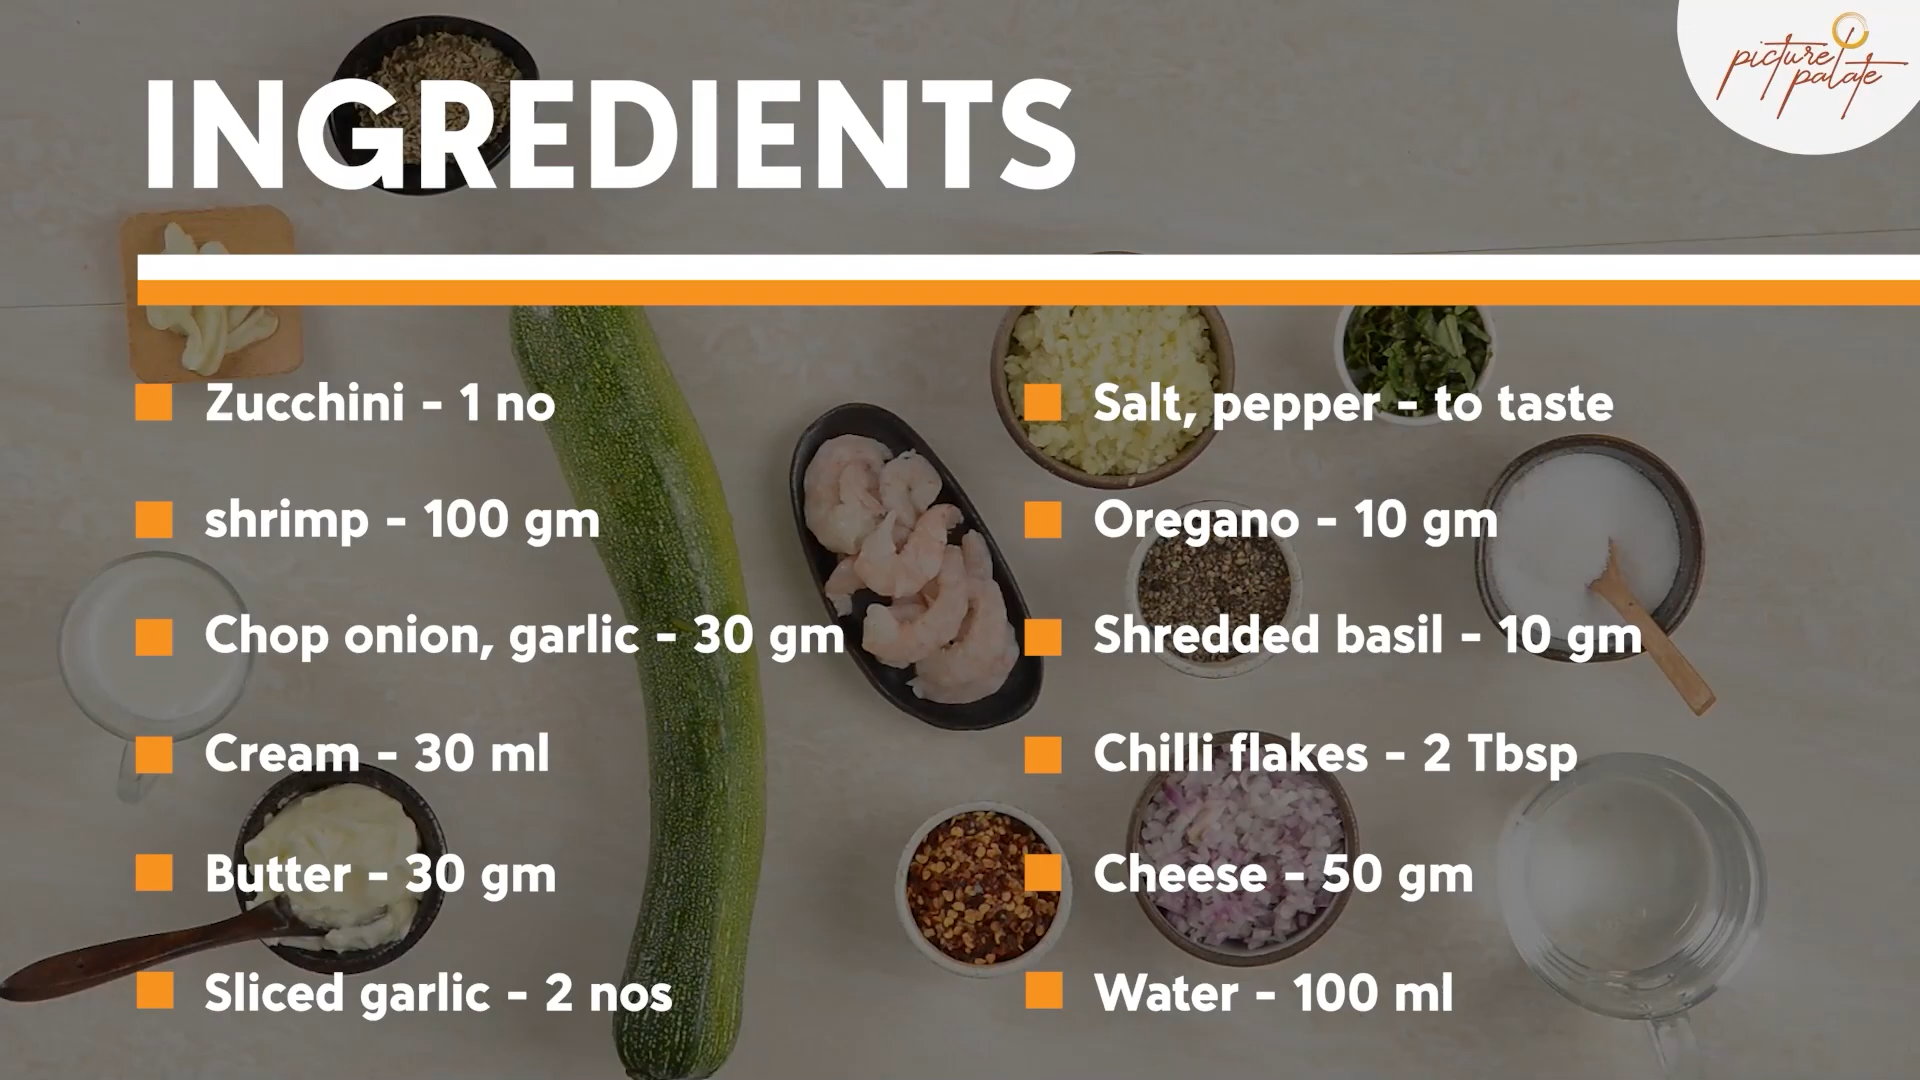 picture
palate
INGREDIENTS
Zucchini - 1 no
shrimp - 100 gm
Chop onion, garlic - 30 gm
Cream - 30 ml
Butter - 30 gm
Sliced garlic - 2 nos
Salt, pepper - to taste
Oregano - 10 gm
Shredded basil - 10 gm
Chilli flakes - 2 Tbsp
Cheese - 50 gm
Water - 100 ml